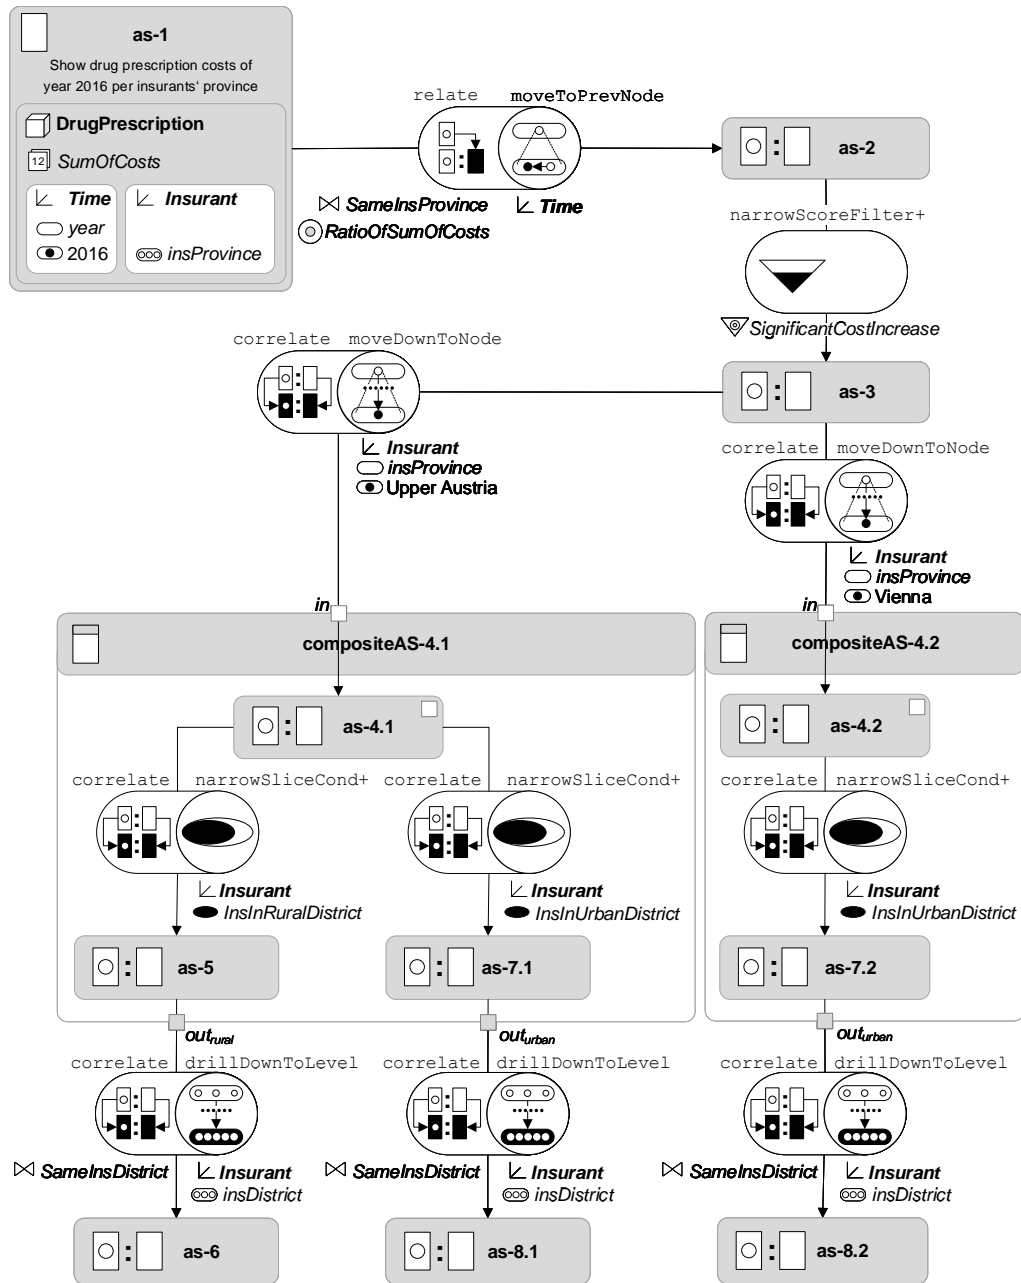 as-1
Show drug prescription costs of
year 2016 per insurants‘ province
DrugPrescription
12 SumOfCosts
Time Insurant
year
2016 insProvince
relate moveToPrevNode
SameInsProvince Time
RatioOfSumOfCosts
: as-2
narrowScoreFilter+
SignificantCostIncrease
: as-3
correlate moveDownToNode
Insurant
insProvince
Upper Austria
correlate moveDownToNode
Insurant
insProvince
Vienna
in
in
compositeAS-4.1
compositeAS-4.2
: as-4.1
: as-4.2
correlate narrowSliceCond+
correlate narrowSliceCond+
correlate narrowSliceCond+
Insurant
InsInRuralDistrict
Insurant
InsInUrbanDistrict
Insurant
InsInUrbanDistrict
: as-5
: as-7.1
: as-7.2
outrural
outurban
outurban
correlate drillDownToLevel
correlate drillDownToLevel
correlate drillDownToLevel
SameInsDistrict Insurant
insDistrict
SameInsDistrict Insurant
insDistrict
SameInsDistrict Insurant
insDistrict
: as-6
: as-8.1
: as-8.2